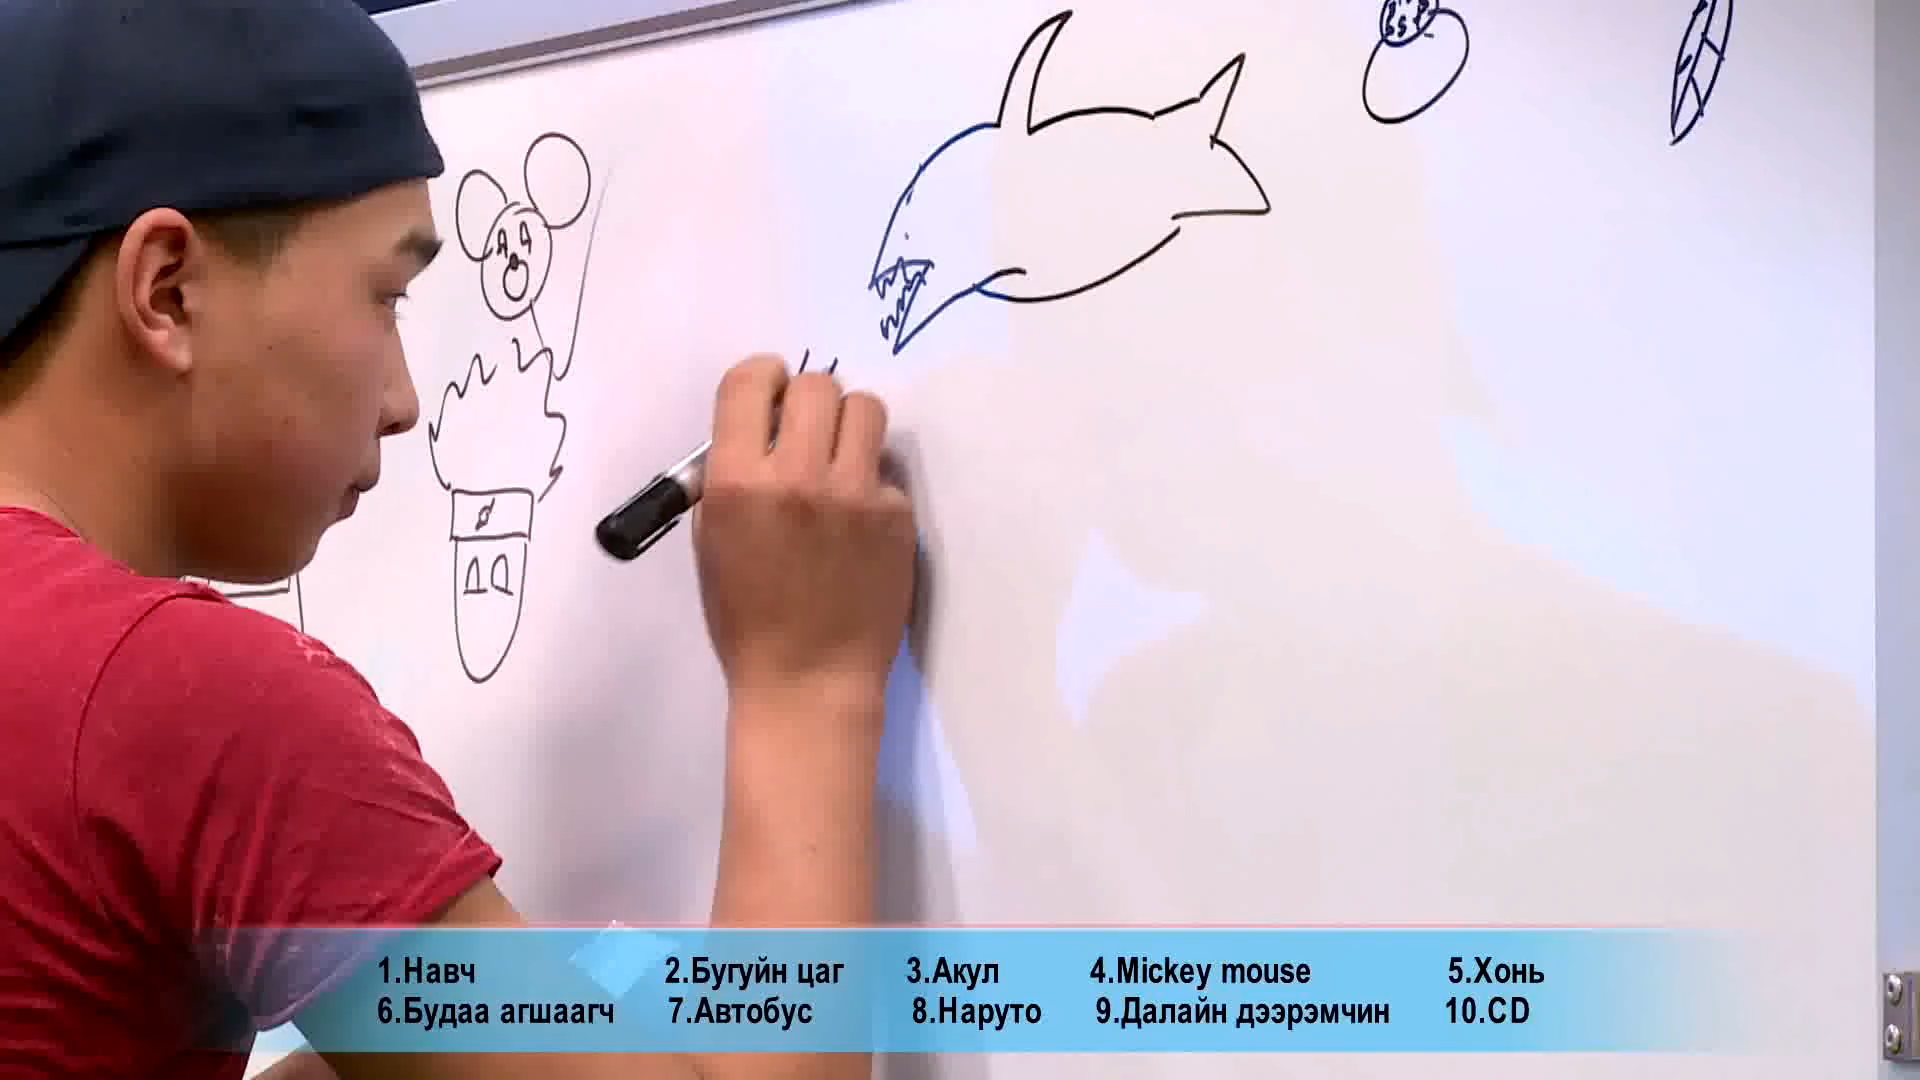 1.Навч 2.Бугуйн цаг 3.Акул 4.Mickey mouse 5.Хонь
6.Будаа агшаагч 7.Автобус 8.Наруто 9.Далайн дээрэмчин 10.CD